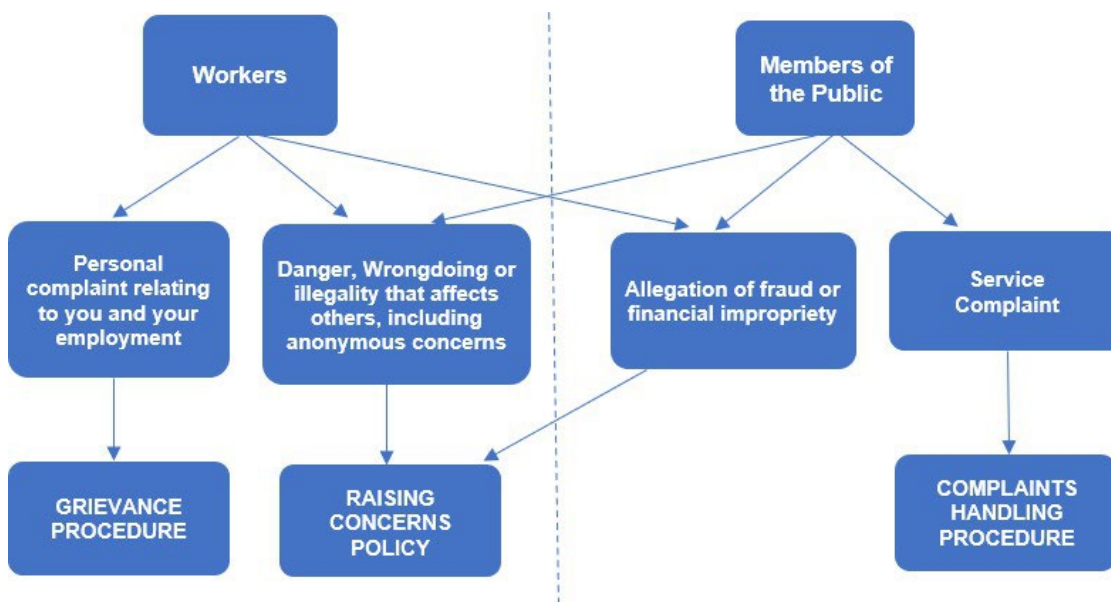 Workers
Members of
the Public
Personal
complaint relating
to you and your
employment
Danger, Wrongdoing or
illegality that affects
others, including
anonymous concerns
Allegation of fraud or
financial impropriety
Service
Complaint
GRIEVANCE
PROCEDURE
RAISING
CONCERNS
POLICY
COMPLAINTS
HANDLING
PROCEDURE